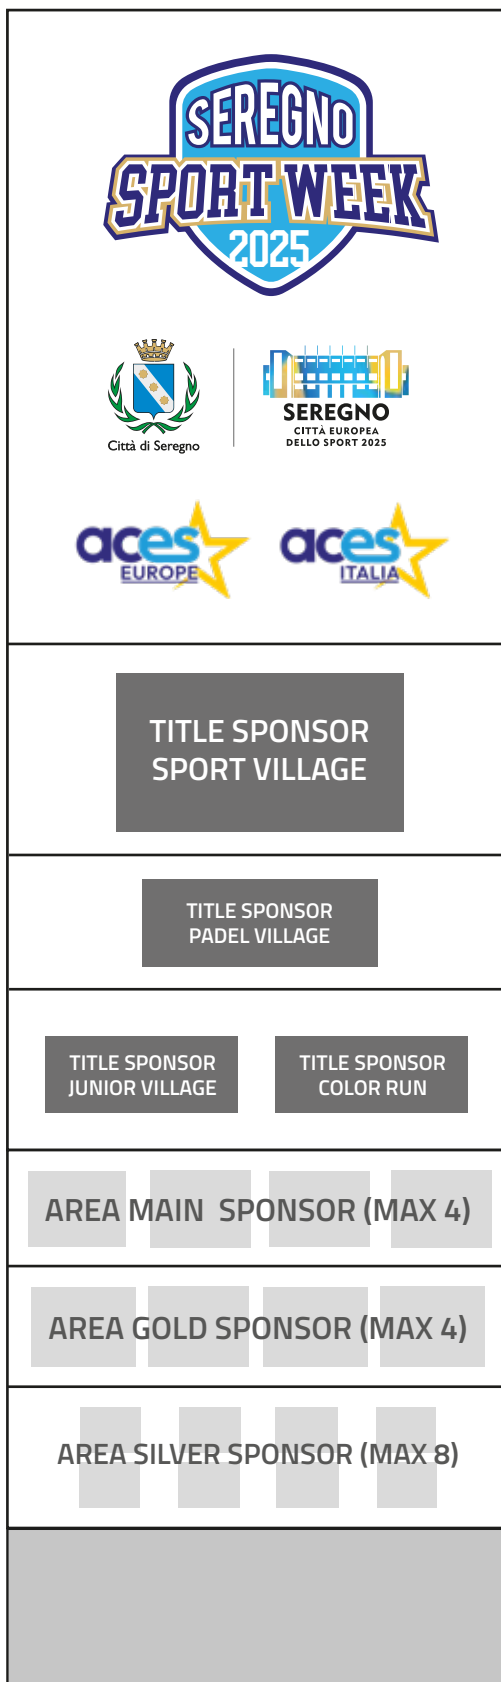 SEREGNO
SPORT WEEK
2025
Città di Seregno
SEREGNO
CITTÀ EUROPEA
DELLO SPORT 2025
aces
EUROPE
aces
ITALIA
TITLE SPONSOR
SPORT VILLAGE
TITLE SPONSOR
PADEL VILLAGE
TITLE SPONSOR
JUNIOR VILLAGE
TITLE SPONSOR
COLOR RUN
AREA MAIN SPONSOR (MAX 4)
AREA GOLD SPONSOR (MAX 4)
AREA SILVER SPONSOR (MAX 8)